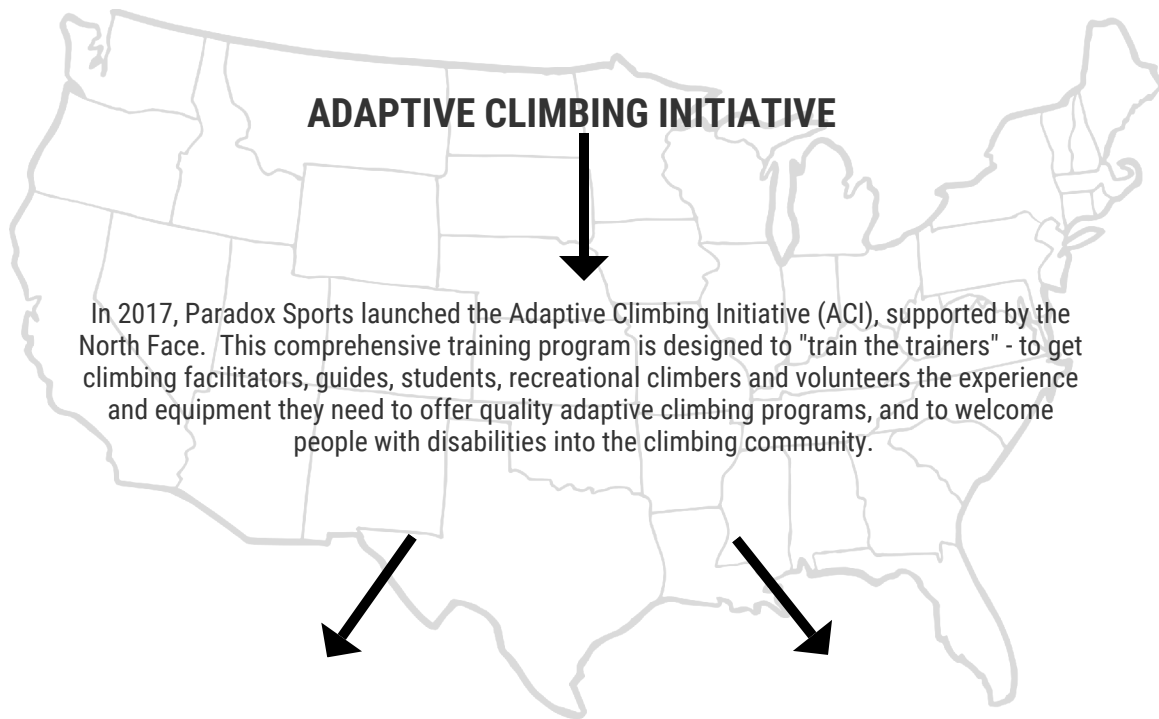 ADAPTIVE CLIMBING INITIATIVE
In 2017, Paradox Sports launched the Adaptive Climbing Initiative (ACI), supported by the
North Face.  This comprehensive training program is designed to "train the trainers" - to get
climbing facilitators, guides, students, recreational climbers and volunteers the experience
and equipment they need to offer quality adaptive climbing programs, and to welcome
people with disabilities into the climbing community.